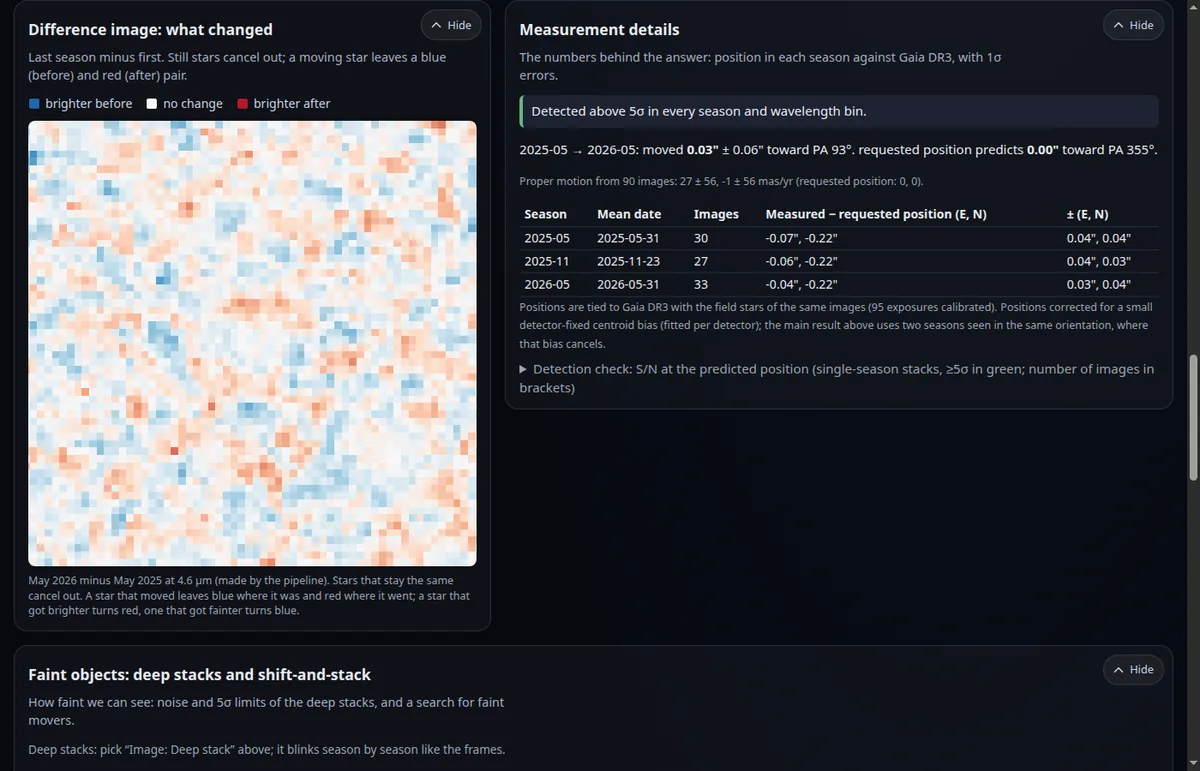 Difference image: what changed
Hide
Last season minus first. Still stars cancel out; a moving star leaves a blue
(before) and red (after) pair.
brighter before
no change
brighter after
May 2026 minus May 2025 at 4.6 μm (made by the pipeline). Stars that stay the same
cancel out. A star that moved leaves blue where it was and red where it went; a star that
got brighter turns red, one that got fainter turns blue.
Measurement details
Hide
The numbers behind the answer: position in each season against Gaia DR3, with 1σ
errors.
Detected above 5σ in every season and wavelength bin.
2025-05 → 2026-05: moved 0.03" ± 0.06" toward PA 93°. requested position predicts 0.00" toward PA 355°.
Proper motion from 90 images: 27 ± 56, -1 ± 56 mas/yr (requested position: 0, 0).
Season Mean date Images Measured − requested position (E, N) ± (E, N)
2025-05 2025-05-31 30 -0.07", -0.22" 0.04", 0.04"
2025-11 2025-11-23 27 -0.06", -0.22" 0.04", 0.03"
2026-05 2026-05-31 33 -0.04", -0.22" 0.03", 0.04"
Positions are tied to Gaia DR3 with the field stars of the same images (95 exposures calibrated). Positions corrected for a small
detector-fixed centroid bias (fitted per detector); the main result above uses two seasons seen in the same orientation, where
that bias cancels.
▶ Detection check: S/N at the predicted position (single-season stacks, ≥5σ in green; number of images in
brackets)
Faint objects: deep stacks and shift-and-stack
Hide
How faint we can see: noise and 5σ limits of the deep stacks, and a search for faint
movers.
Deep stacks: pick “Image: Deep stack” above; it blinks season by season like the frames.